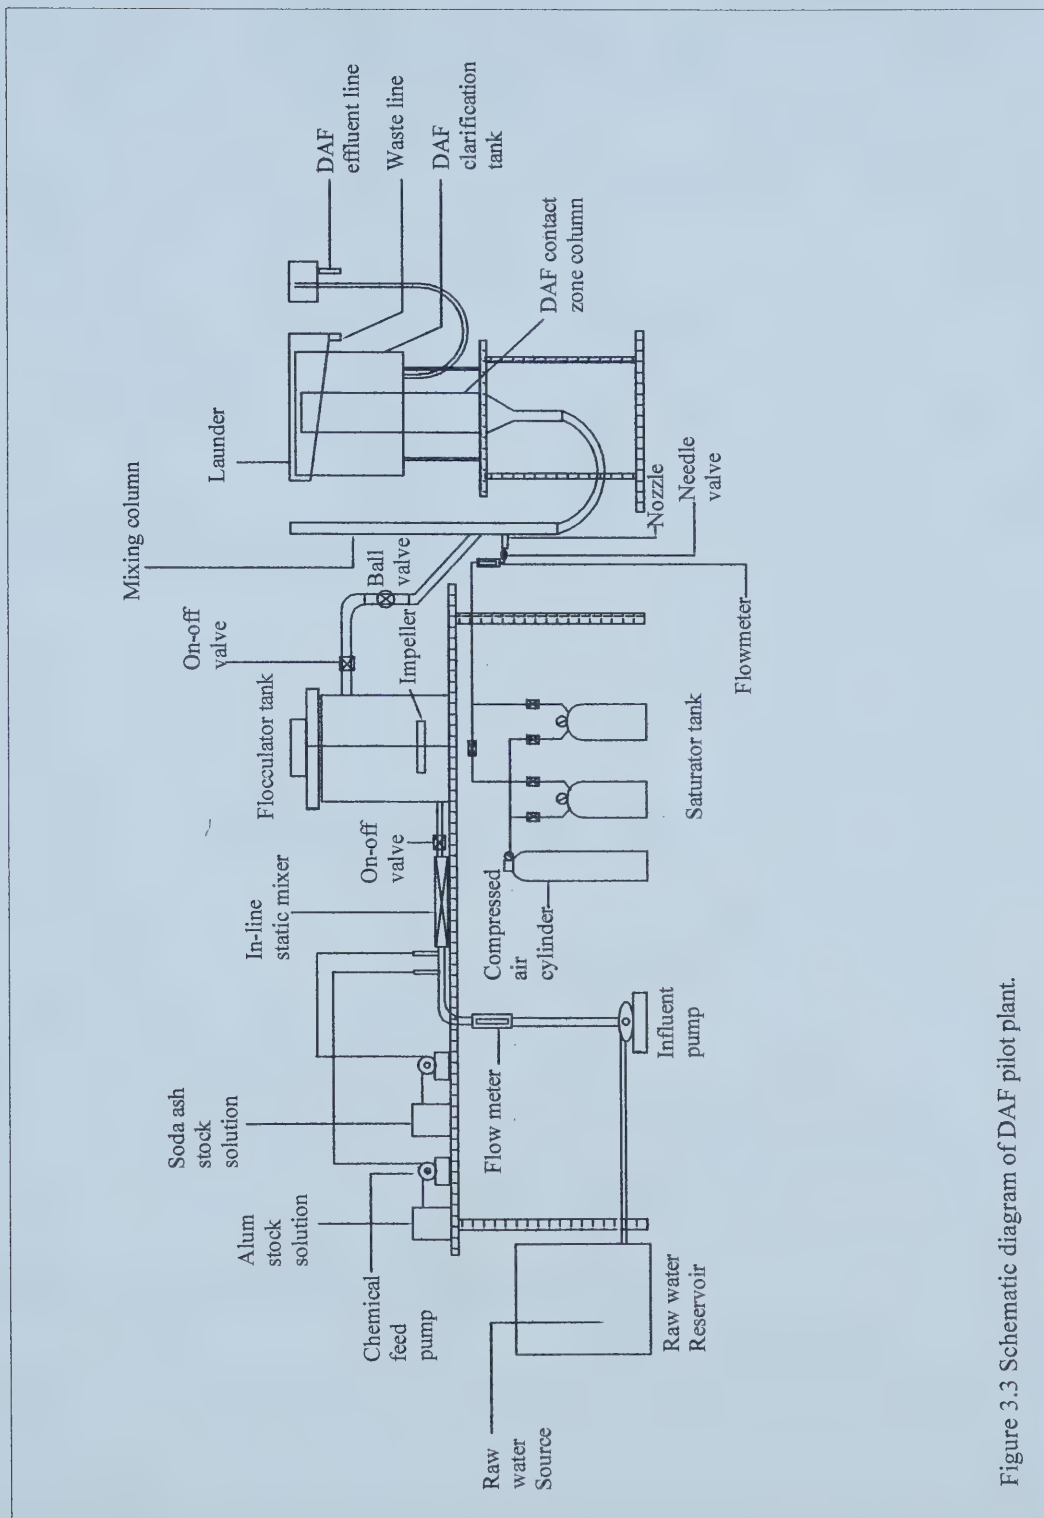 Mixing column
Launder
DAF
effluent line
Waste line
DAF
clarification
tank
DAF contact
zone column
On-off
valve
Ball
valve
Flocculator tank
Impeller
Nozzle
Needle
valve
Flowmeter
In-line
static mixer
On-off
valve
Saturator tank
Compressed
air
cylinder
Soda ash
stock
solution
Alum
stock
solution
Chemical
feed
pump
Flow meter
Influent
pump
Raw water
Reservoir
Raw
water
Source
Figure 3.3 Schematic diagram of DAF pilot plant.